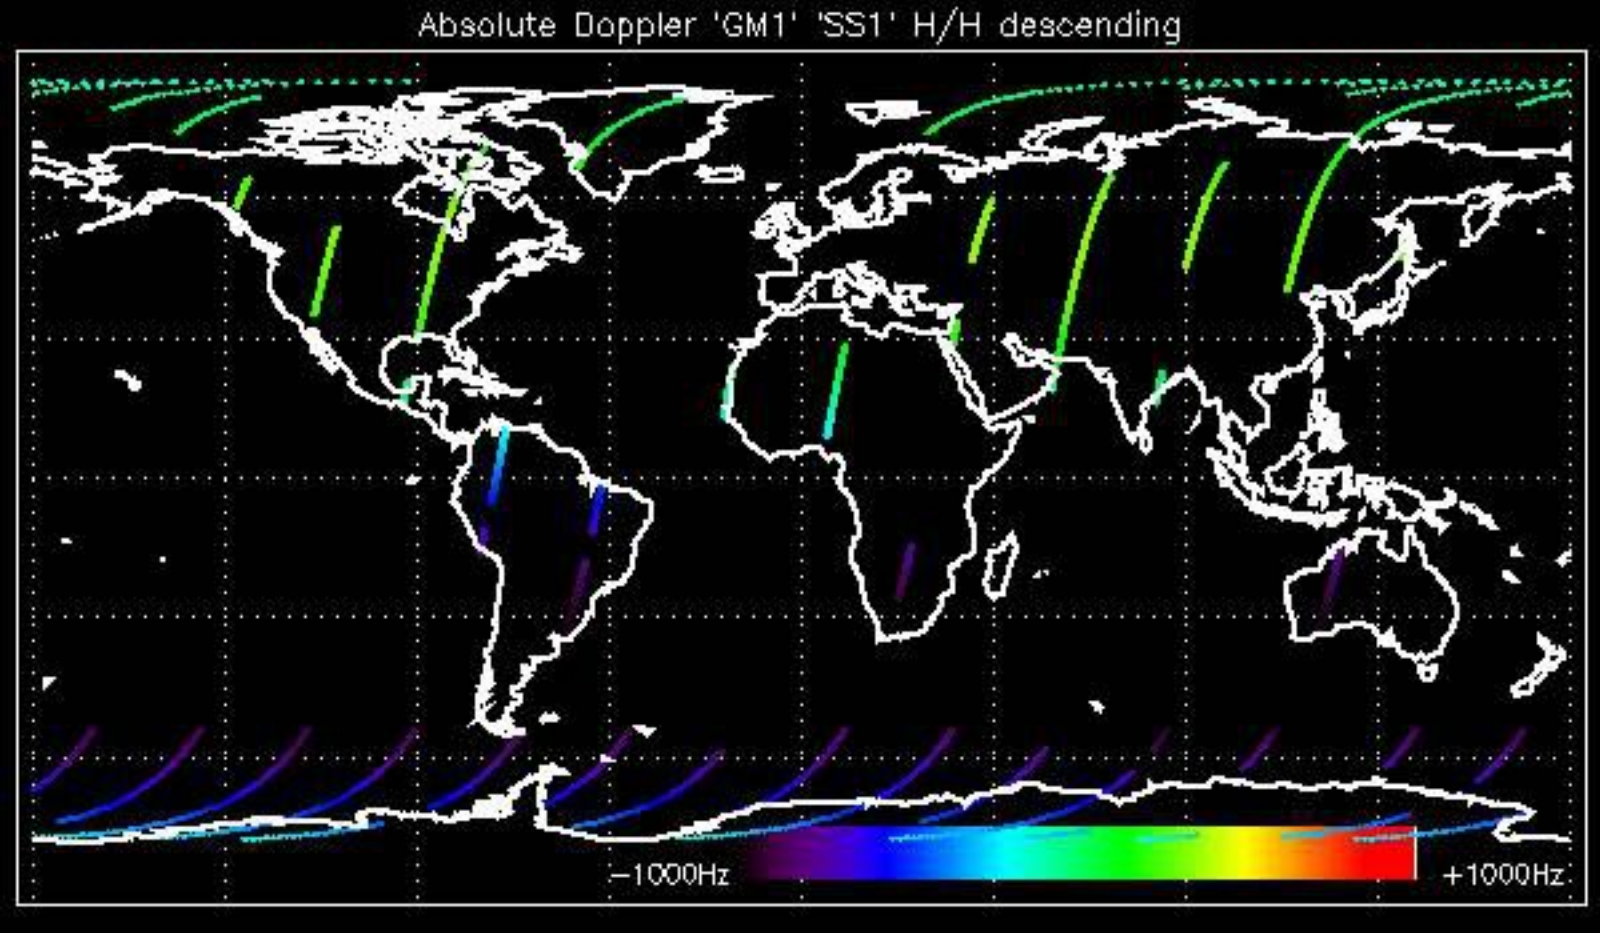 Absolute Doppler 'GM1' 'SS1' H/H descending
−1000Hz +1000Hz